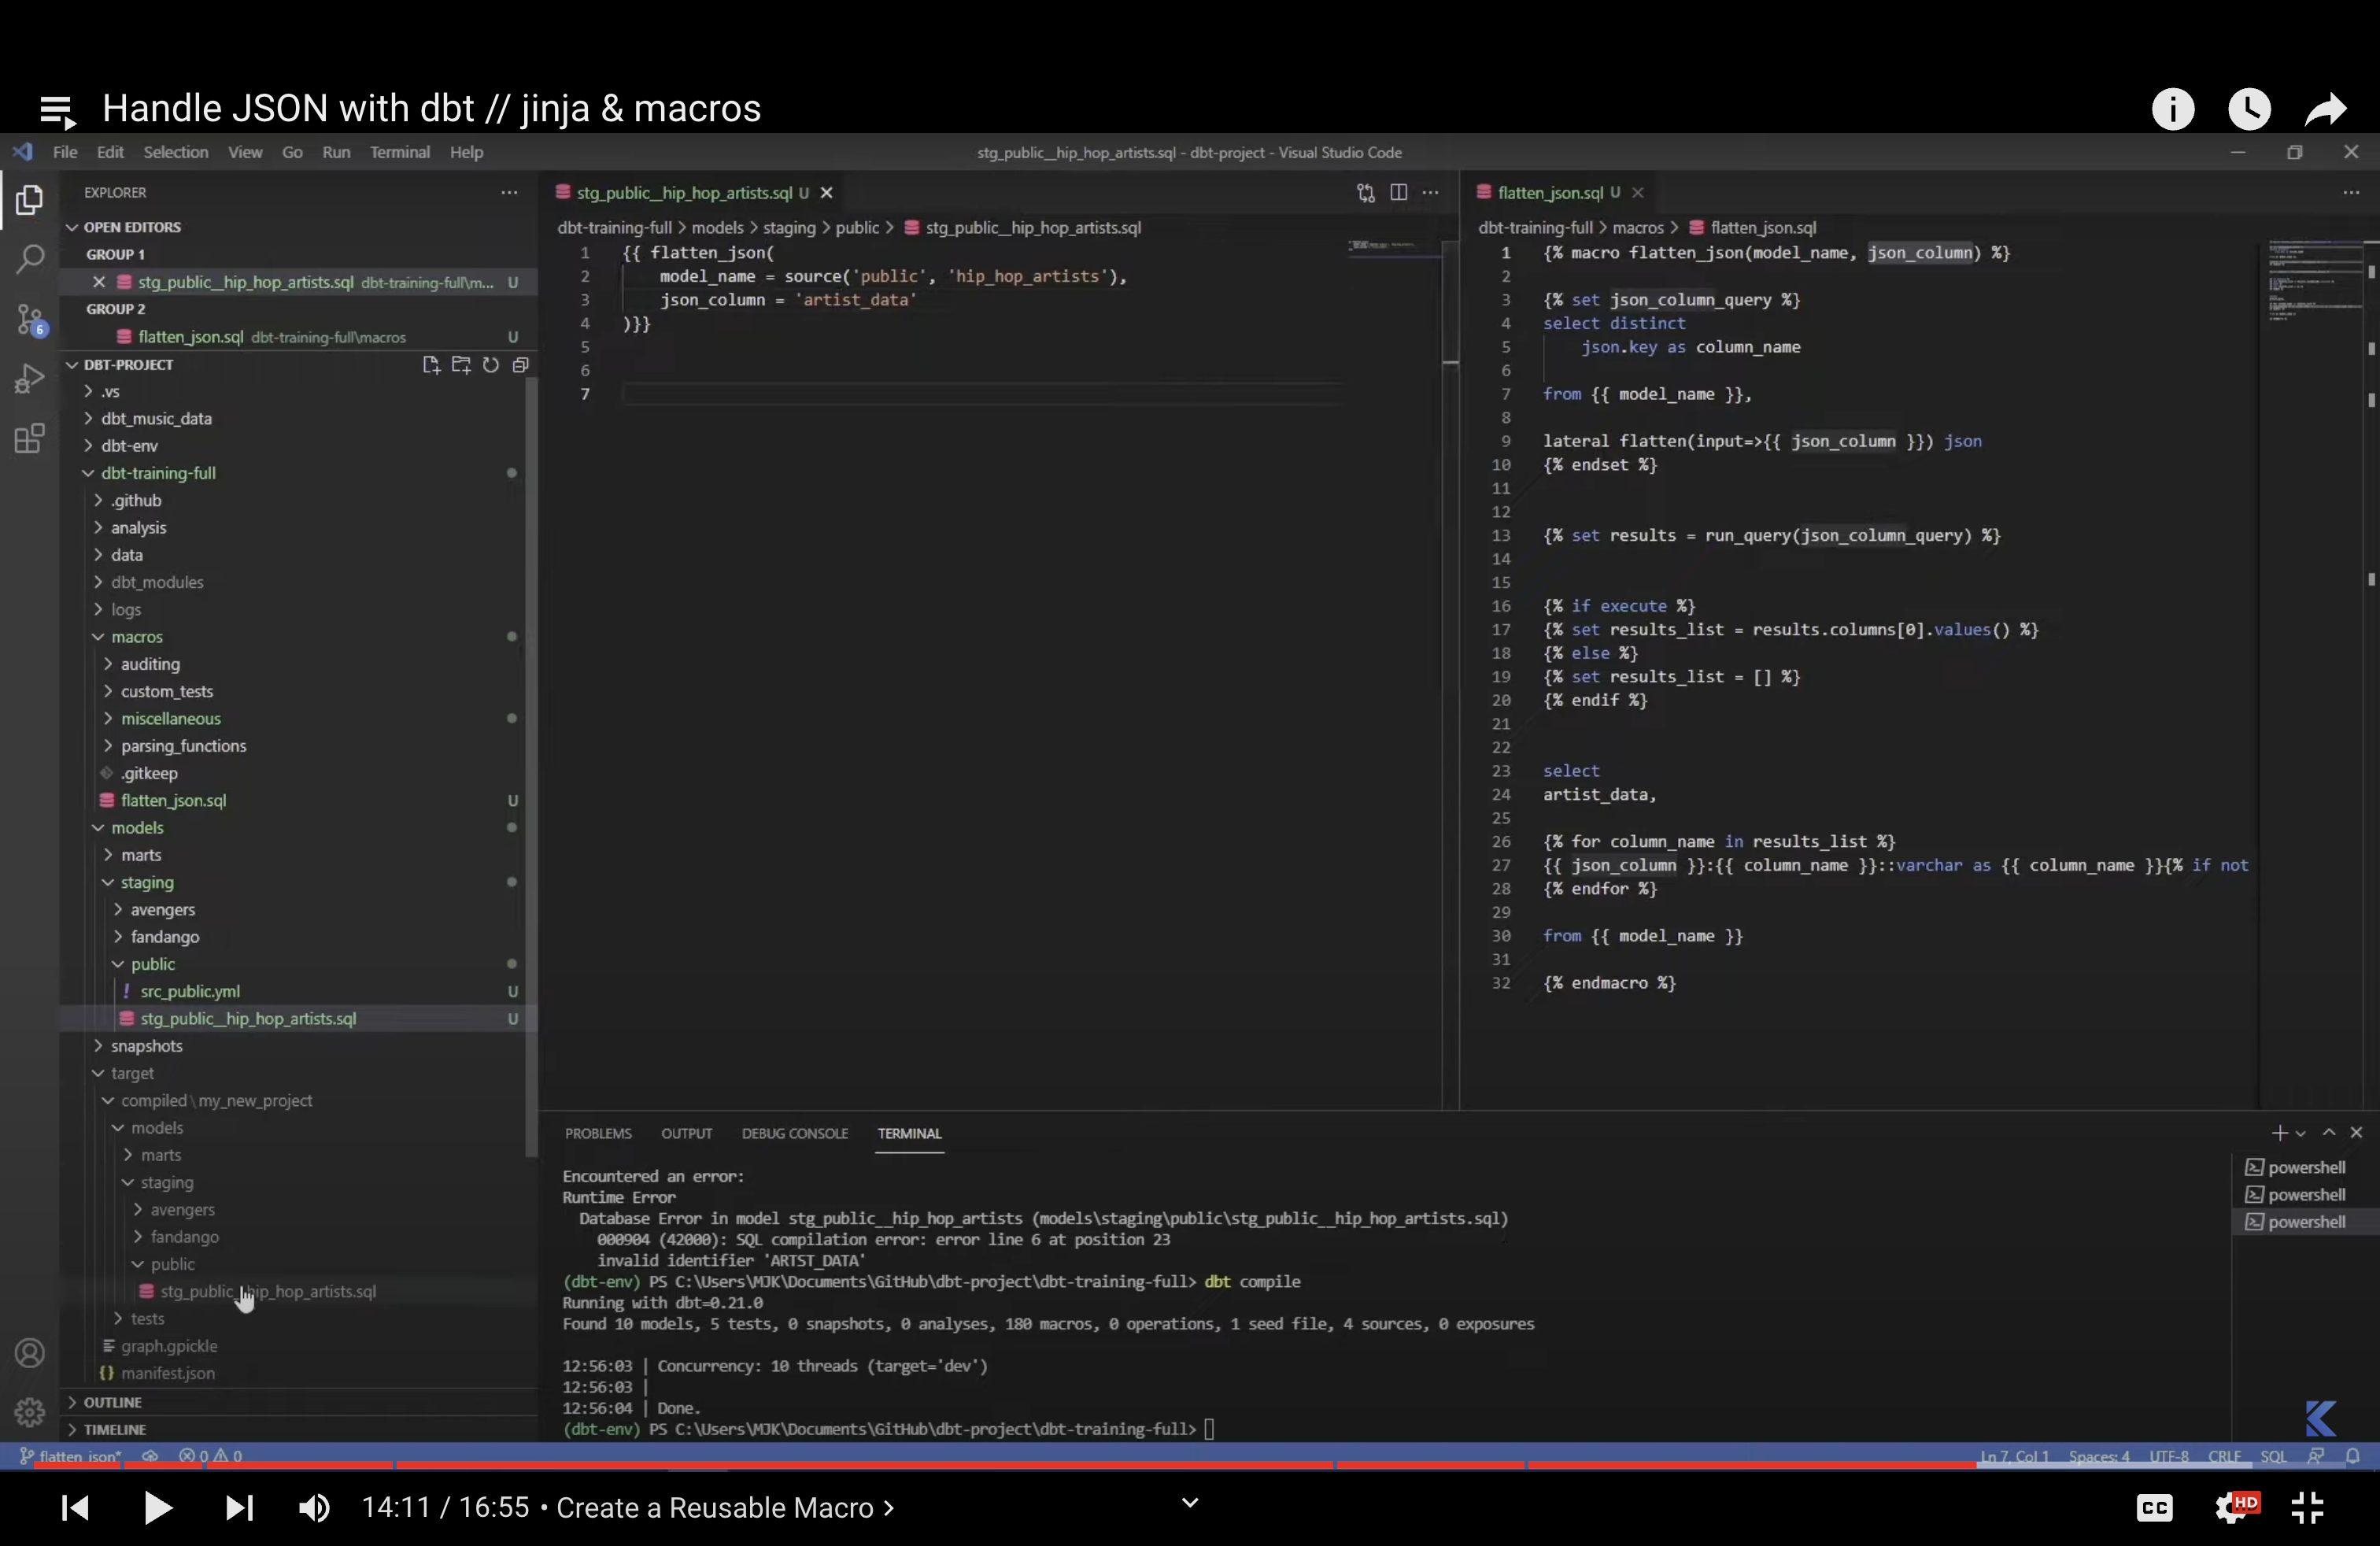 Handle JSON with dbt // jinja & macros
File Edit Selection View Go Run Terminal Help
stg_public__hip_hop_artists.sql - dbt-project - Visual Studio Code
EXPLORER
OPEN EDITORS
GROUP 1
stg_public__hip_hop_artists.sql dbt-training-full\m... U
GROUP 2
flatten_json.sql dbt-training-full\macros U
6
DBT-PROJECT
.vs
dbt_music_data
dbt-env
dbt-training-full
.github
analysis
data
dbt_modules
logs
macros
auditing
custom_tests
miscellaneous
parsing_functions
.gitkeep
flatten_json.sql U
models
marts
staging
avengers
fandango
public
src_public.yml U
stg_public__hip_hop_artists.sql U
snapshots
target
compiled\my_new_project
models
marts
staging
avengers
fandango
public
stg_public__hip_hop_artists.sql
tests
graph.gpickle
manifest.json
OUTLINE
TIMELINE
stg_public__hip_hop_artists.sql U
dbt-training-full > models > staging > public > stg_public__hip_hop_artists.sql
1 {{ flatten_json(
2 model_name = source('public', 'hip_hop_artists'),
3 json_column = 'artist_data'
4 )}}
5
6
7
flatten_json.sql U
dbt-training-full > macros > flatten_json.sql
1 {% macro flatten_json(model_name, json_column) %}
2
3 {% set json_column_query %}
4 select distinct
5 json.key as column_name
6
7 from {{ model_name }},
8
9 lateral flatten(input=>{{ json_column }}) json
10 {% endset %}
11
12
13 {% set results = run_query(json_column_query) %}
14
15
16 {% if execute %}
17 {% set results_list = results.columns[0].values() %}
18 {% else %}
19 {% set results_list = [] %}
20 {% endif %}
21
22
23 select
24 artist_data,
25
26 {% for column_name in results_list %}
27 {{ json_column }}:{{ column_name }}::varchar as {{ column_name }}{% if not
28 {% endfor %}
29
30 from {{ model_name }}
31
32 {% endmacro %}
PROBLEMS OUTPUT DEBUG CONSOLE TERMINAL
Encountered an error:
Runtime Error
Database Error in model stg_public__hip_hop_artists (models\staging\public\stg_public__hip_hop_artists.sql)
000904 (42000): SQL compilation error: error line 6 at position 23
invalid identifier 'ARTST_DATA'
(dbt-env) PS C:\Users\MJK\Documents\GitHub\dbt-project\dbt-training-full> dbt compile
Running with dbt=0.21.0
Found 10 models, 5 tests, 0 snapshots, 0 analyses, 180 macros, 0 operations, 1 seed file, 4 sources, 0 exposures
12:56:03 | Concurrency: 10 threads (target='dev')
12:56:03 |
12:56:04 | Done.
(dbt-env) PS C:\Users\MJK\Documents\GitHub\dbt-project\dbt-training-full>
powershell
powershell
powershell
flatten_json* 0 0 Ln 7, Col 1 Spaces: 4 UTF-8 CRLF SQL
14:11 / 16:55 • Create a Reusable Macro >
CC HD